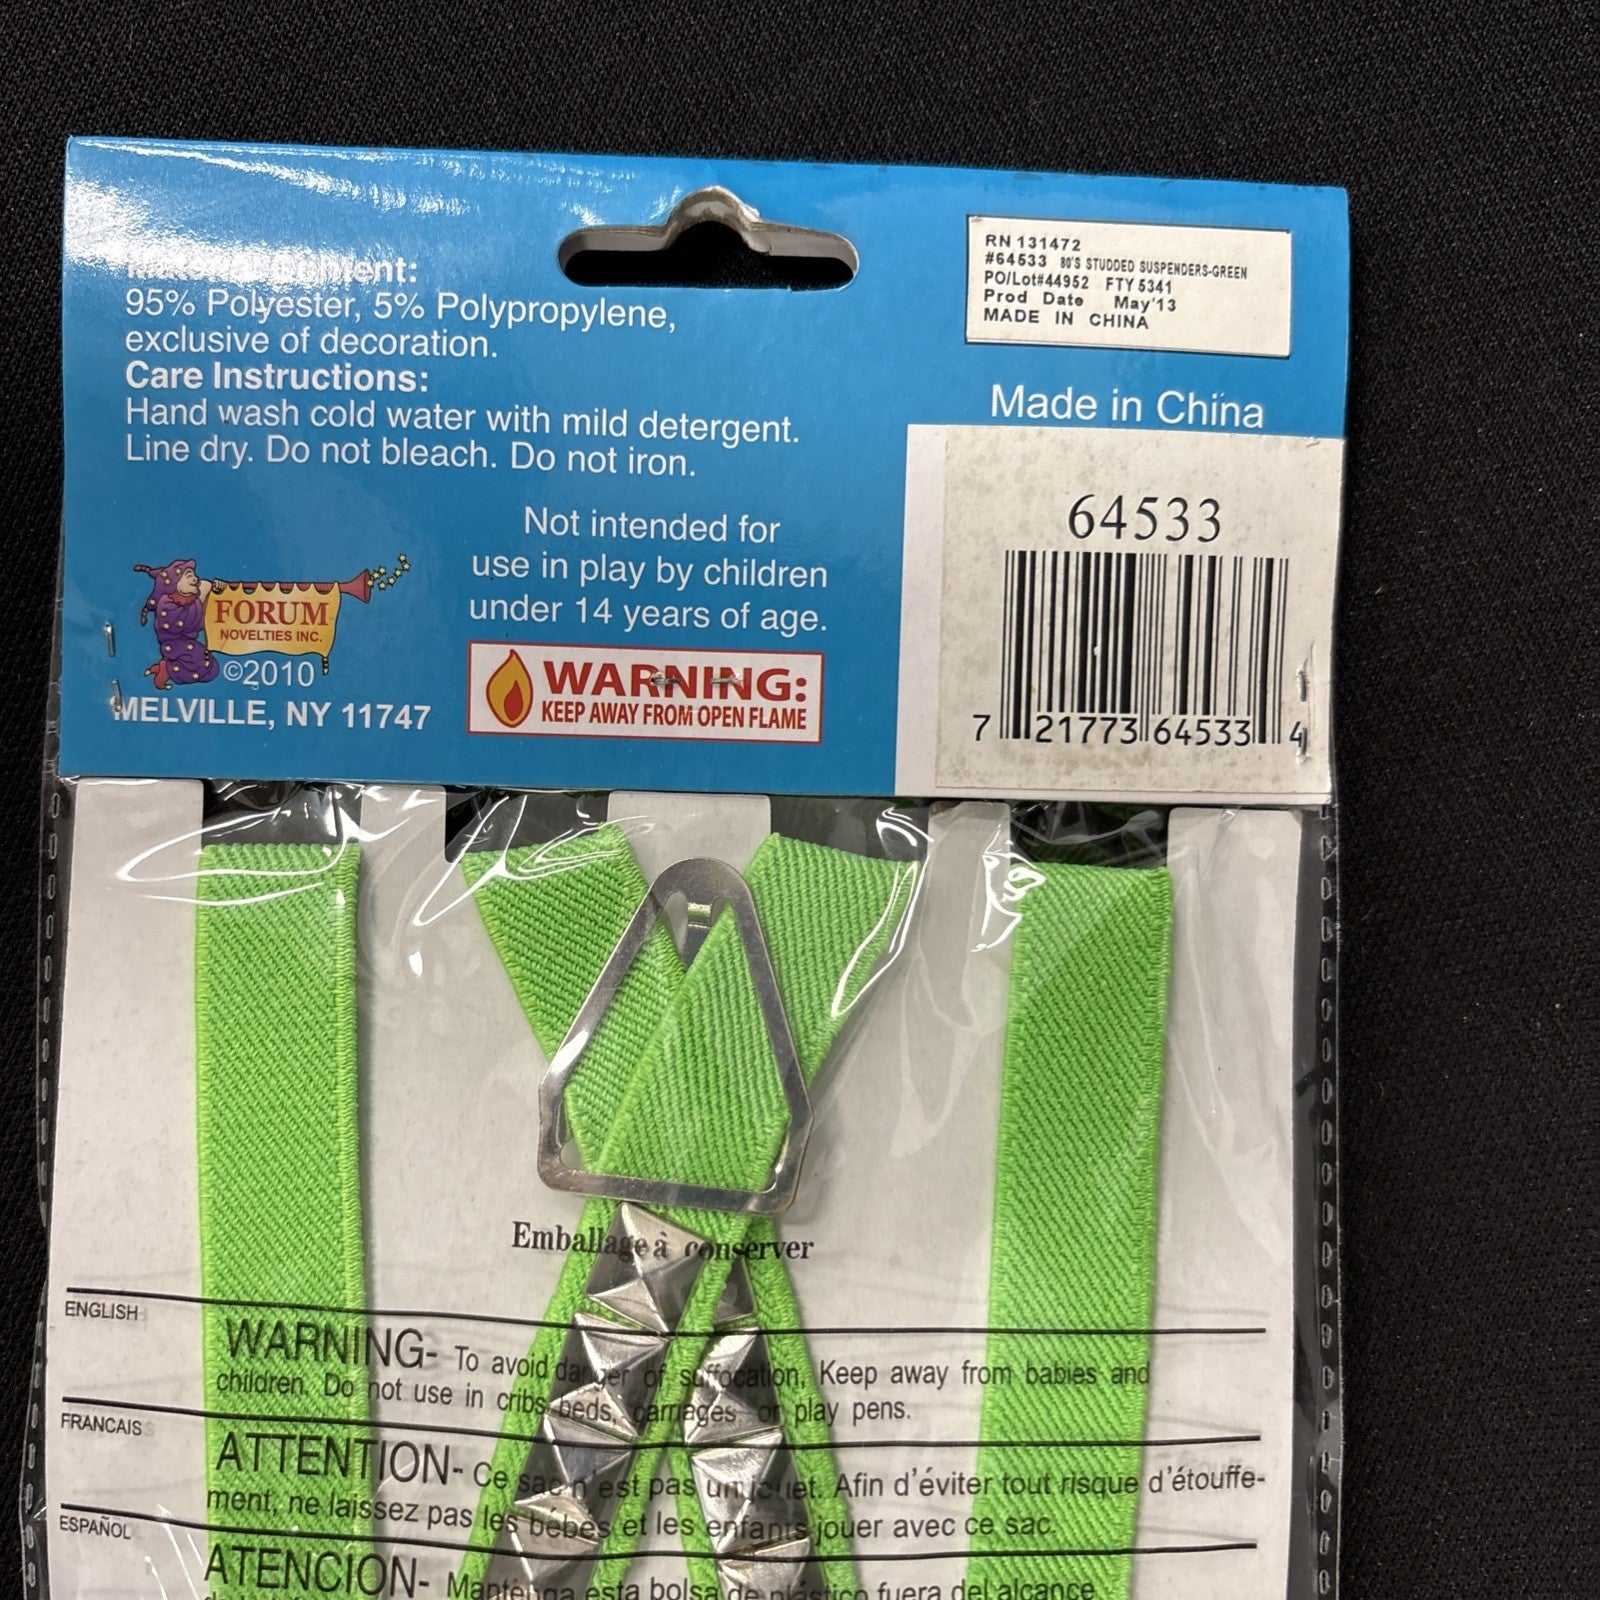 Content:
95% Polyester, 5% Polypropylene,
exclusive of decoration.
Care Instructions:
Hand wash cold water with mild detergent.
Line dry. Do not bleach. Do not iron.
Not intended for
use in play by children
under 14 years of age.
WARNING:
KEEP AWAY FROM OPEN FLAME
FORUM
NOVELTIES INC.
©2010
MELVILLE, NY 11747
RN 131472
#64533 80'S STUDDED SUSPENDERS-GREEN
PO/Lot#44952 FTY 5341
Prod Date May'13
MADE IN CHINA
Made in China
64533
7 21773 64533 4
Emballage à conserver
ENGLISH
WARNING- To avoid danger of suffocation, Keep away from babies and
children. Do not use in cribs, beds, carriages or play pens.
FRANCAIS
ATTENTION- Ce sac n'est pas un jouet. Afin d'éviter tout risque d'étouffe-
ment, ne laissez pas les bébés et les enfants jouer avec ce sac.
ESPAÑOL
ATENCION- Mantenga esta bolsa de plástico fuera del alcance